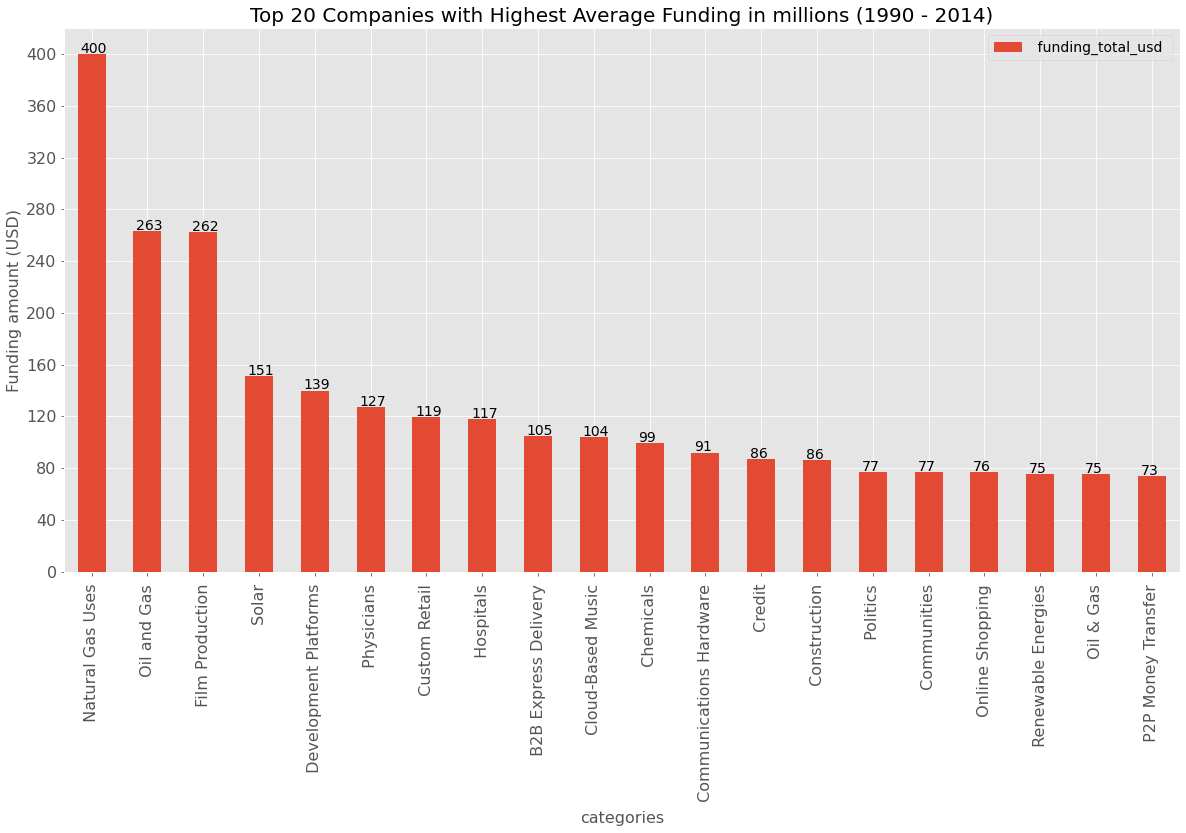 Top 20 Companies with Highest Average Funding in millions (1990 - 2014)
funding_total_usd
Funding amount (USD)
400
360
320
280
240
200
160
120
80
40
0
400
263
262
151
139
127
119
117
105
104
99
91
86
86
77
77
76
75
75
73
Natural Gas Uses
Oil and Gas
Film Production
Solar
Development Platforms
Physicians
Custom Retail
Hospitals
B2B Express Delivery
Cloud-Based Music
Chemicals
Communications Hardware
Credit
Construction
Politics
Communities
Online Shopping
Renewable Energies
Oil & Gas
P2P Money Transfer
categories